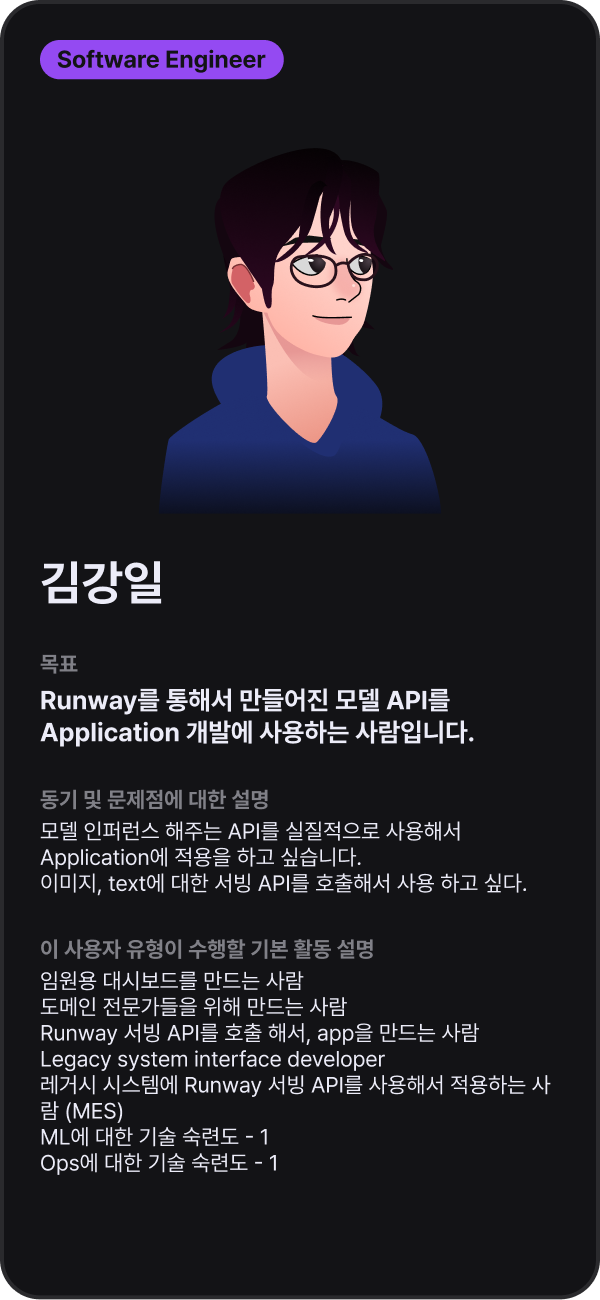 Software Engineer
김강일
목표
Runway를 통해서 만들어진 모델 API를
Application 개발에 사용하는 사람입니다.
동기 및 문제점에 대한 설명
모델 인퍼런스 해주는 API를 실질적으로 사용해서
Application에 적용을 하고 싶습니다.
이미지, text에 대한 서빙 API를 호출해서 사용 하고 싶다.
이 사용자 유형이 수행할 기본 활동 설명
임원용 대시보드를 만드는 사람
도메인 전문가들을 위해 만드는 사람
Runway 서빙 API를 호출 해서, app을 만드는 사람
Legacy system interface developer
레거시 시스템에 Runway 서빙 API를 사용해서 적용하는 사
람 (MES)
ML에 대한 기술 숙련도 - 1
Ops에 대한 기술 숙련도 - 1